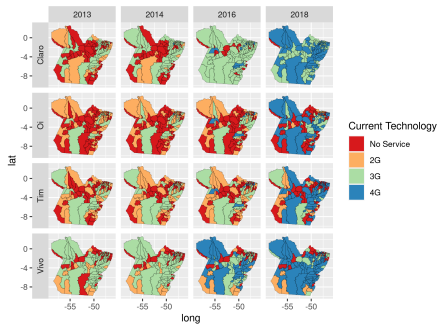 2013 2014 2016 2018
Claro
0
-4
-8
Oi
0
-4
-8
Tim
0
-4
-8
Vivo
0
-4
-8
-55 -50 -55 -50 -55 -50 -55 -50
long
lat
Current Technology
No Service
2G
3G
4G